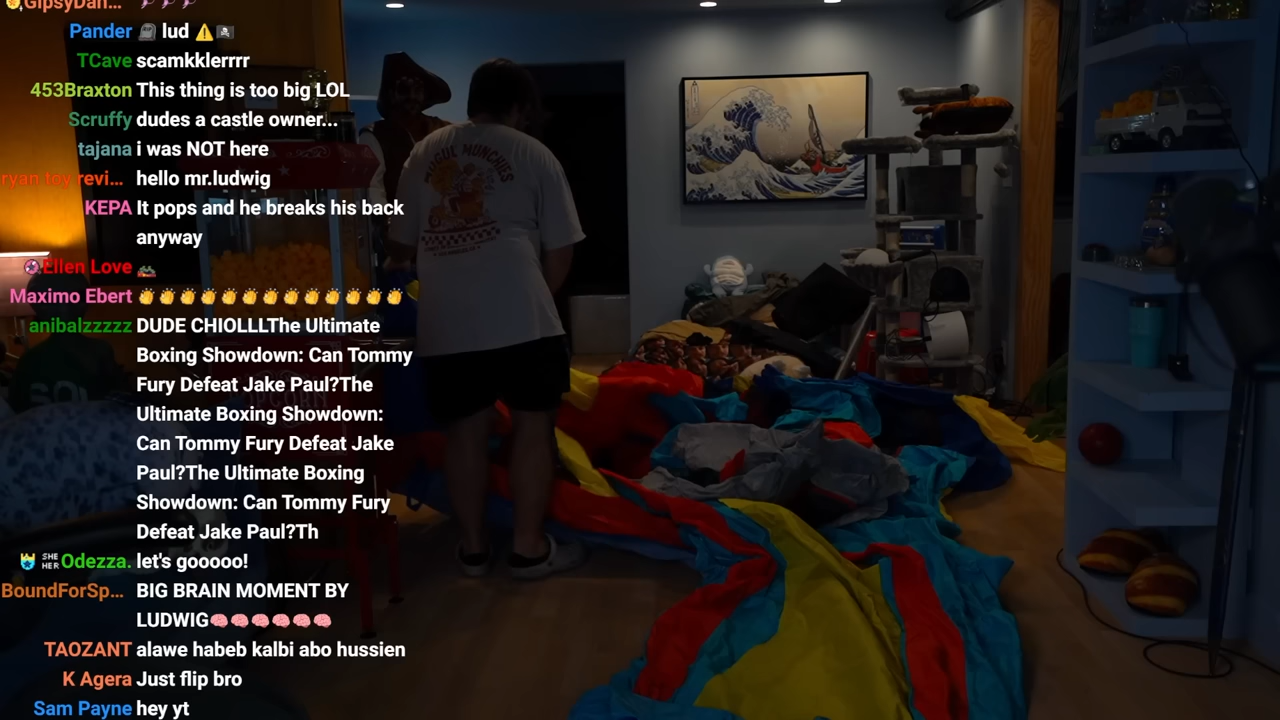 GipsyDan...
Pander 🪦 lud ⚠️🏴‍☠️
TCave scamkklerrrr
453Braxton This thing is too big LOL
Scruffy dudes a castle owner...
tajana i was NOT here
ryan toy revi... hello mr.ludwig
KEPA It pops and he breaks his back
anyway
Ellen Love
Maximo Ebert 👏👏👏👏👏👏👏👏👏👏👏👏👏
anibalzzzzz DUDE CHIOLLLThe Ultimate
Boxing Showdown: Can Tommy
Fury Defeat Jake Paul?The
Ultimate Boxing Showdown:
Can Tommy Fury Defeat Jake
Paul?The Ultimate Boxing
Showdown: Can Tommy Fury
Defeat Jake Paul?Th
SHE
HER Odezza. let's gooooo!
BoundForSp... BIG BRAIN MOMENT BY
LUDWIG🧠🧠🧠🧠🧠🧠
TAOZANT alawe habeb kalbi abo hussien
K Agera Just flip bro
Sam Payne hey yt
MOGUL MUNCHIES